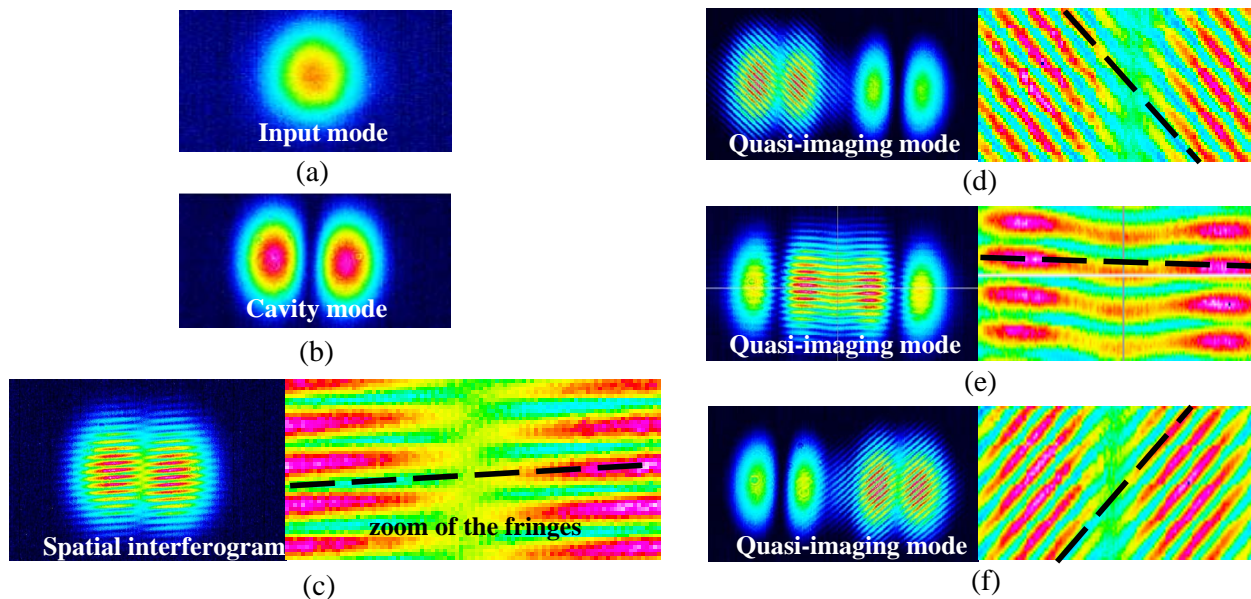 Input mode
(a)
Cavity mode
(b)
Spatial interferogram
zoom of the fringes
(c)
Quasi-imaging mode
(d)
Quasi-imaging mode
(e)
Quasi-imaging mode
(f)